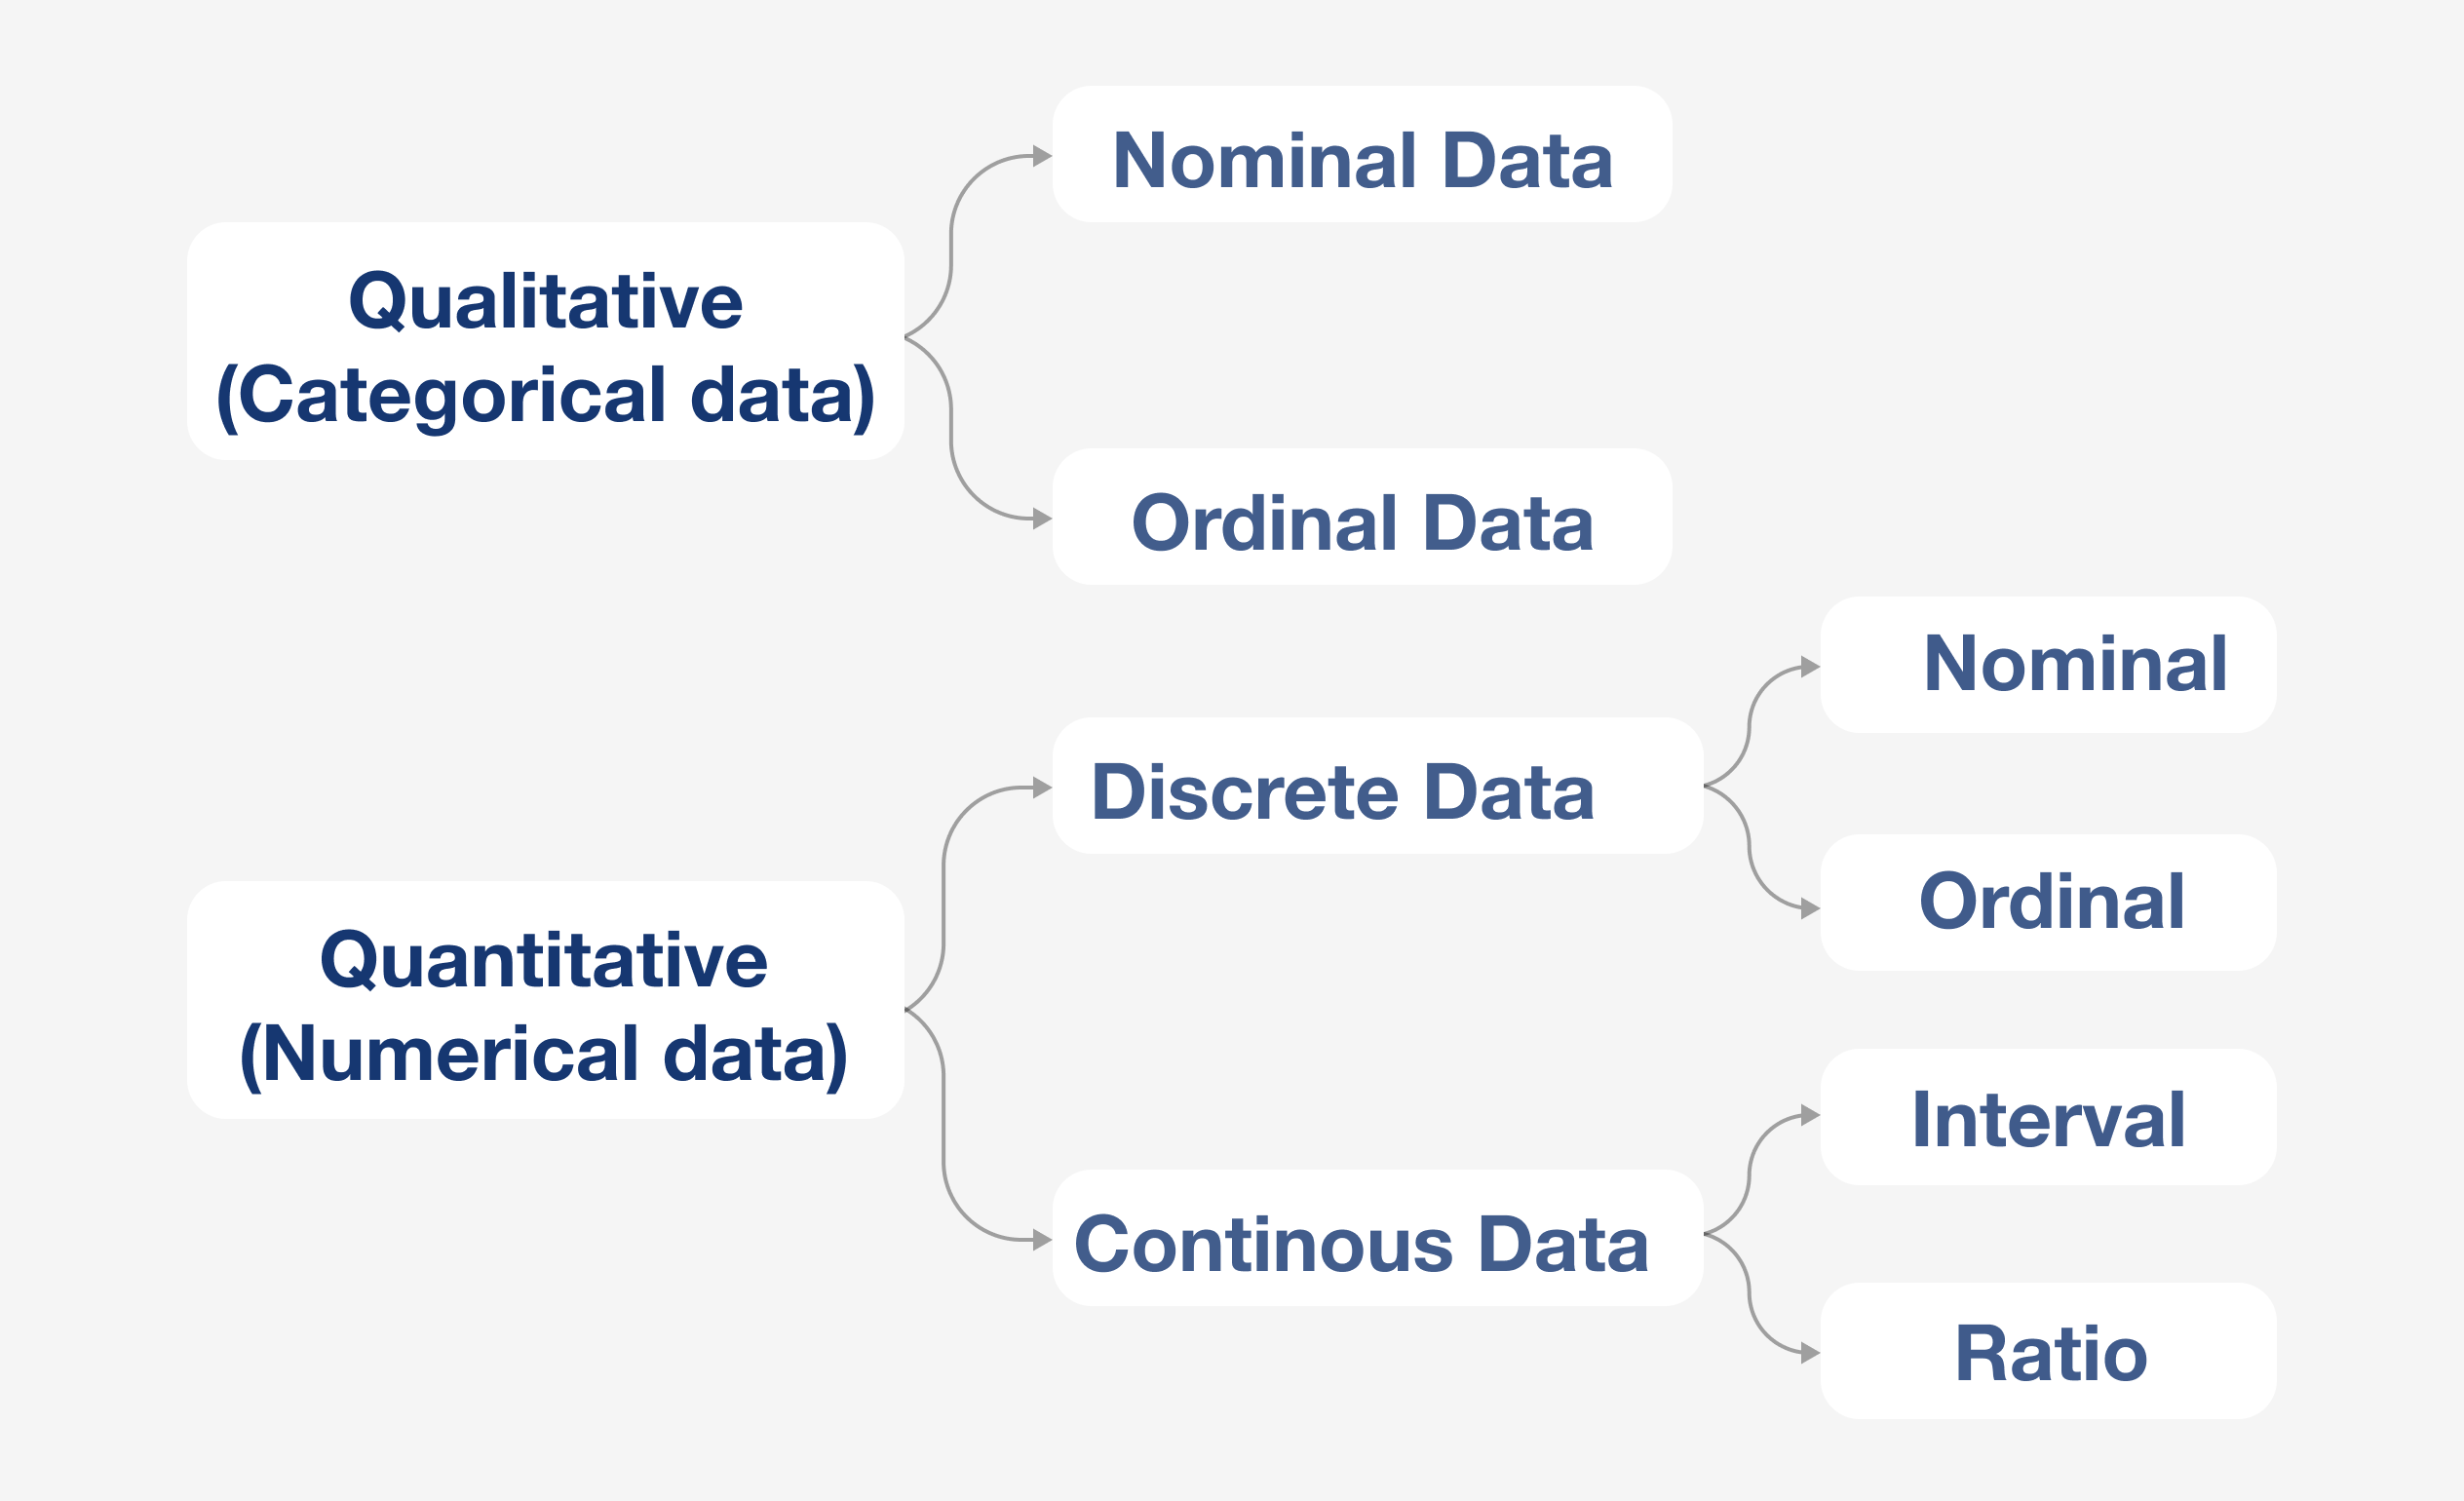 Nominal Data
Qualitative
(Categorical data)
Ordinal Data
Nominal
Discrete Data
Ordinal
Quantitative
(Numerical data)
Interval
Continous Data
Ratio